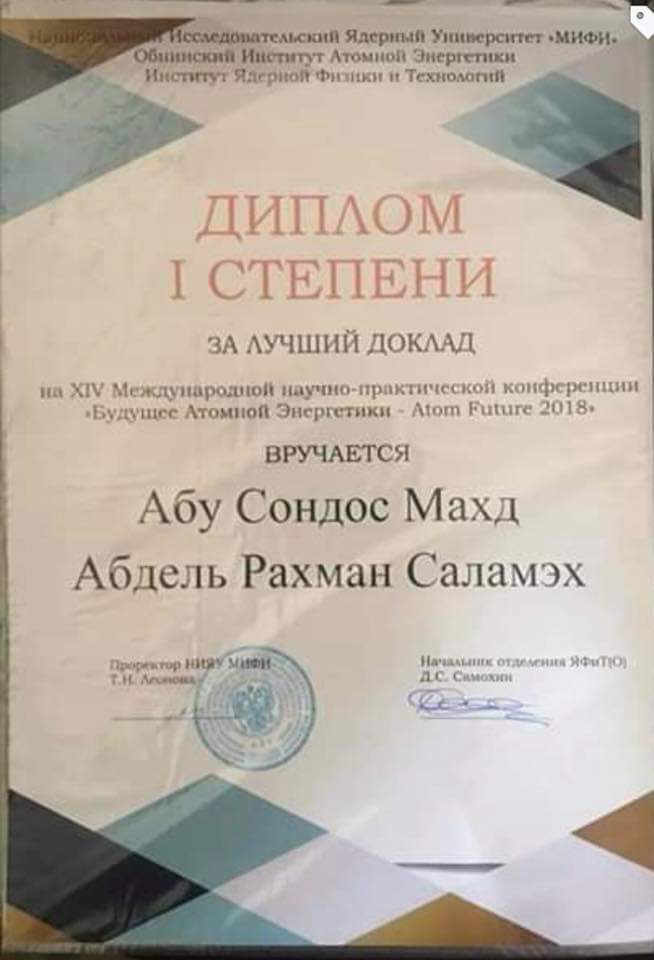 Национальный Исследовательский Ядерный Университет «МИФИ»
Обнинский Институт Атомной Энергетики
Институт Ядерной Физики и Технологий
ДИПЛОМ
I СТЕПЕНИ
ЗА ЛУЧШИЙ ДОКЛАД
на XIV Международной научно-практической конференции
«Будущее Атомной Энергетики - Atom Future 2018»
ВРУЧАЕТСЯ
Абу Сондос Махд
Абдель Рахман Саламэх
Проректор НИЯУ МИФИ
Т.Н. Леонова
Начальник отделения ЯФиТ(О)
Д.С. Самохин